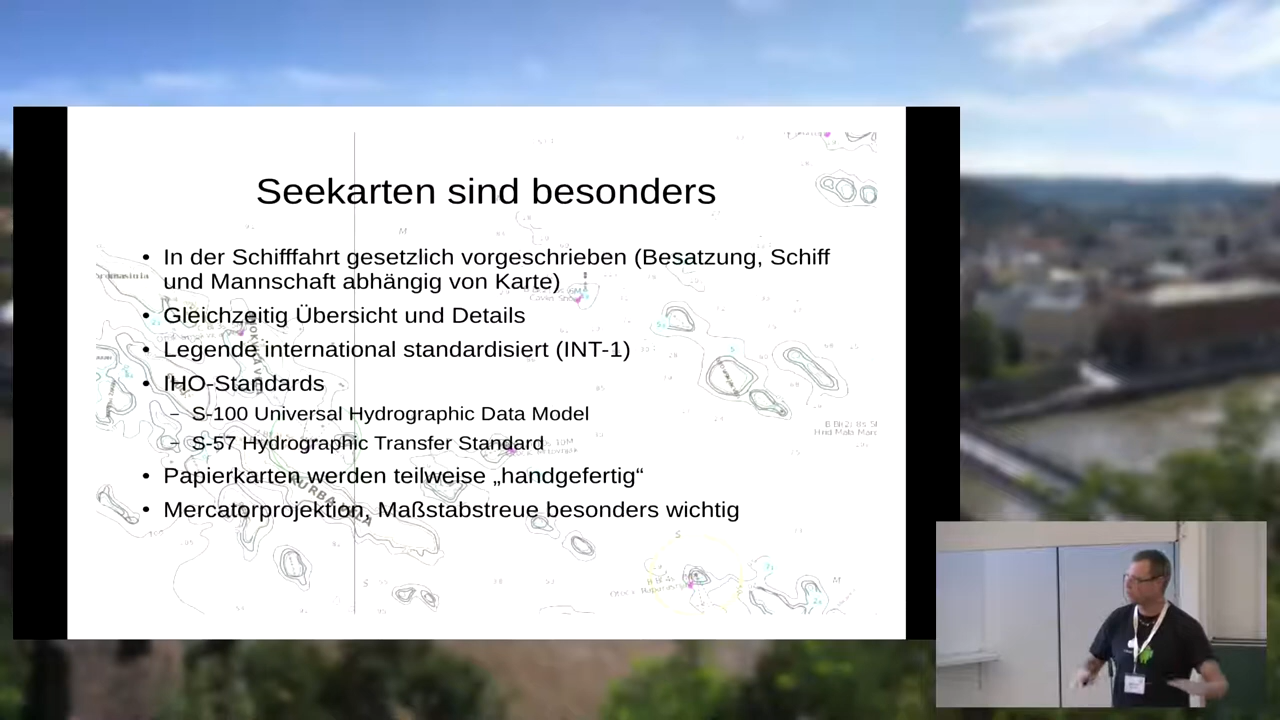 Seekarten sind besonders
• In der Schifffahrt gesetzlich vorgeschrieben (Besatzung, Schiff
und Mannschaft abhängig von Karte)
• Gleichzeitig Übersicht und Details
• Legende international standardisiert (INT-1)
• IHO-Standards
– S-100 Universal Hydrographic Data Model
– S-57 Hydrographic Transfer Standard
• Papierkarten werden teilweise „handgefertig“
• Mercatorprojektion, Maßstabstreue besonders wichtig